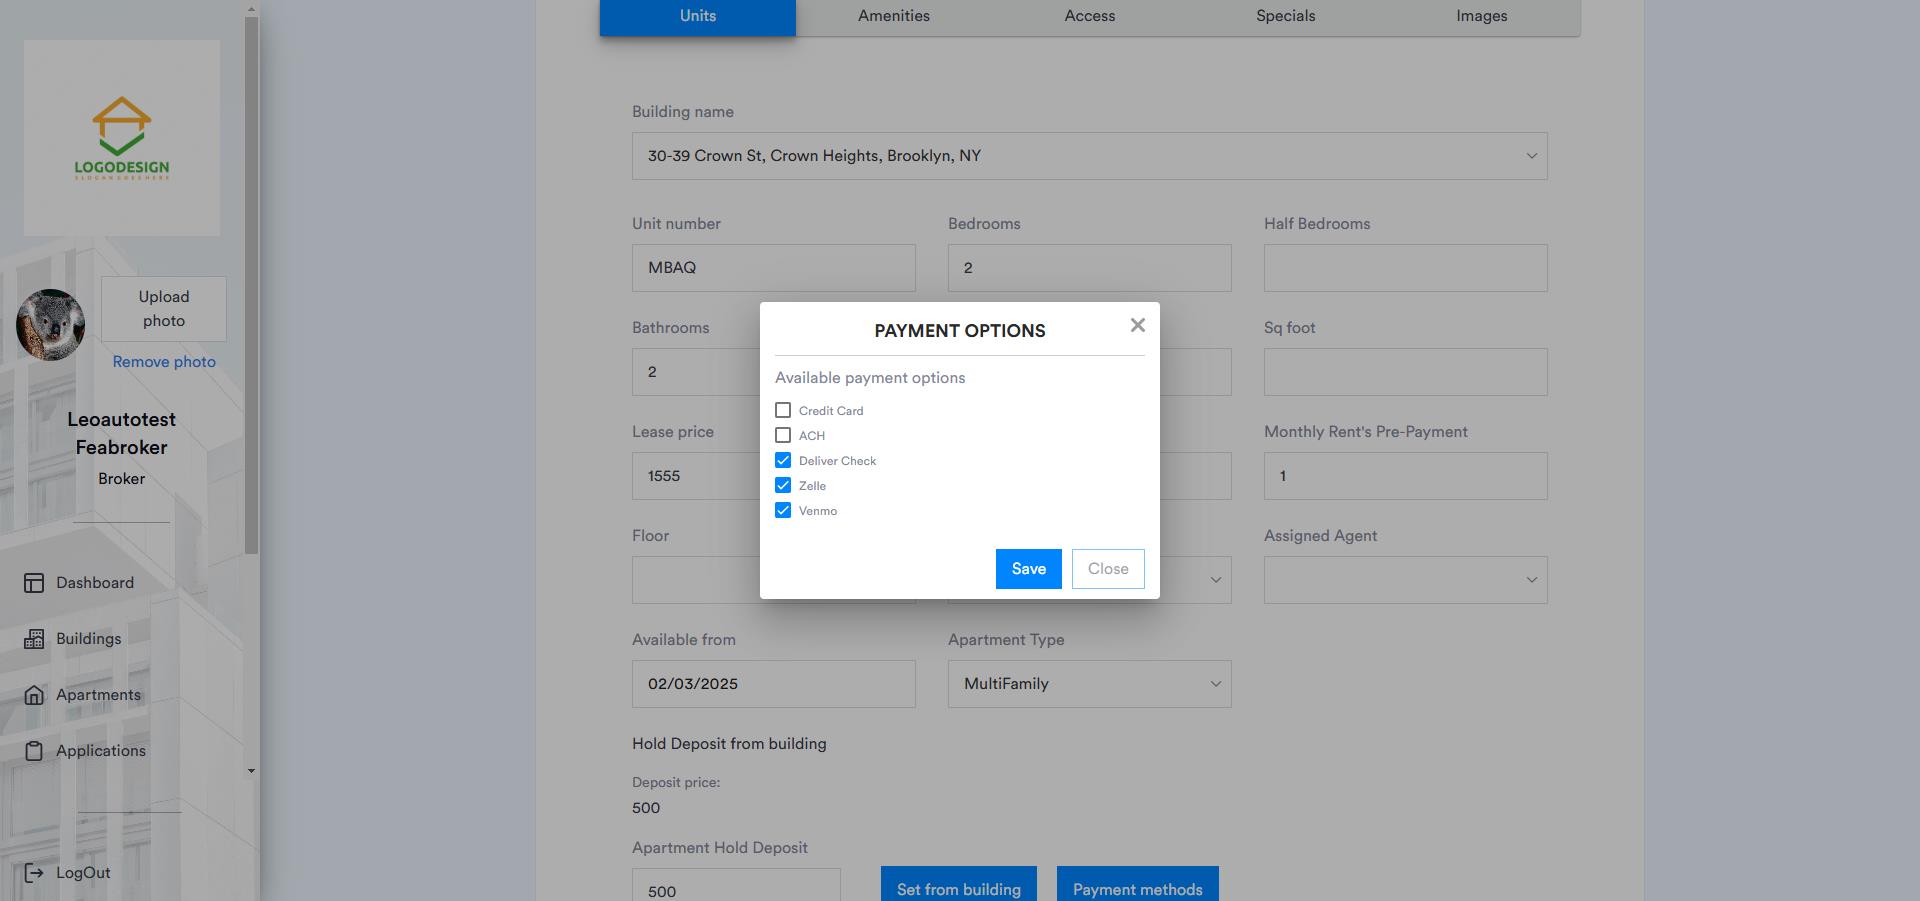 LOGODESIGN
SLOGAN GOES HERE
Upload
photo
Remove photo
Leoautotest
Feabroker
Broker
Dashboard
Buildings
Apartments
Applications
LogOut
Units
Amenities
Access
Specials
Images
Building name
30-39 Crown St, Crown Heights, Brooklyn, NY
Unit number
Bedrooms
Half Bedrooms
MBAQ
2
Bathrooms
Sq foot
2
Lease price
Monthly Rent's Pre-Payment
1555
1
Floor
Assigned Agent
Available from
Apartment Type
02/03/2025
MultiFamily
Hold Deposit from building
Deposit price:
500
Apartment Hold Deposit
500
Set from building
Payment methods
PAYMENT OPTIONS
Available payment options
Credit Card
ACH
Deliver Check
Zelle
Venmo
Save
Close